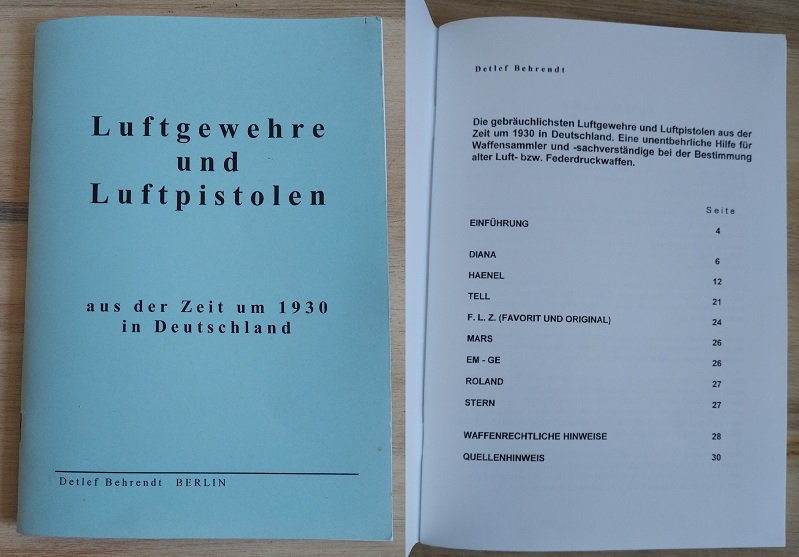 Luftgewehre
und
Luftpistolen
aus der Zeit um 1930
in Deutschland
Detlef Behrendt BERLIN
Detlef Behrendt
Die gebräuchlichsten Luftgewehre und Luftpistolen aus der
Zeit um 1930 in Deutschland. Eine unentbehrliche Hilfe für
Waffensammler und -sachverständige bei der Bestimmung
alter Luft- bzw. Federdruckwaffen.
Seite
EINFÜHRUNG 4
DIANA 6
HAENEL 12
TELL 21
F. L. Z. (FAVORIT UND ORIGINAL) 24
MARS 26
EM - GE 26
ROLAND 27
STERN 27
WAFFENRECHTLICHE HINWEISE 28
QUELLENHINWEIS 30